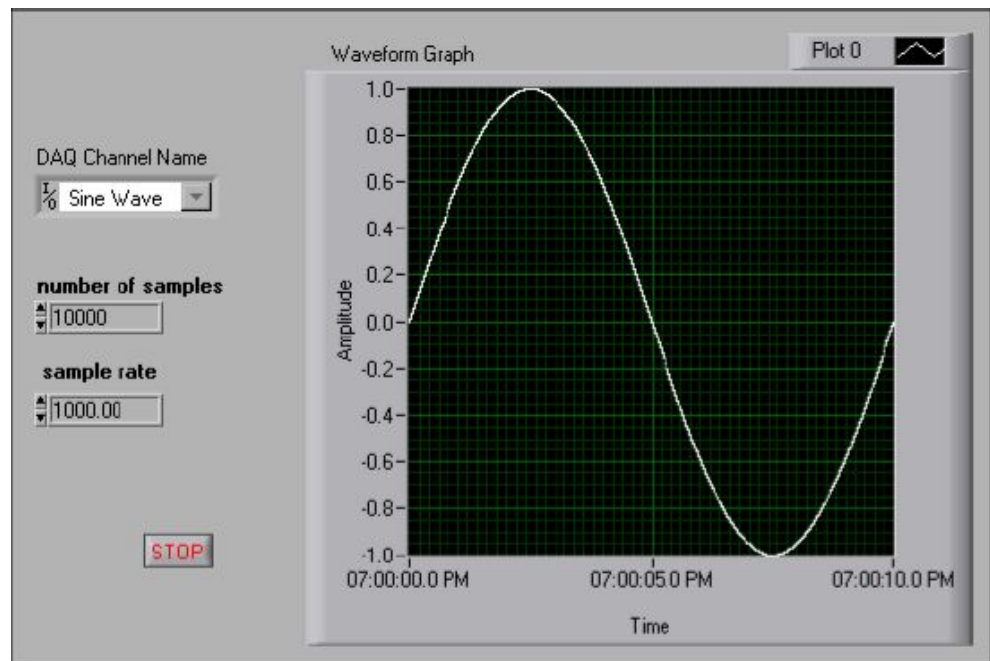 Waveform Graph
Plot 0
DAQ Channel Name
I/O Sine Wave
number of samples
10000
sample rate
1000.00
STOP
Amplitude
1.0
0.8
0.6
0.4
0.2
0.0
-0.2
-0.4
-0.6
-0.8
-1.0
07:00:00.0 PM 07:00:05.0 PM 07:00:10.0 PM
Time